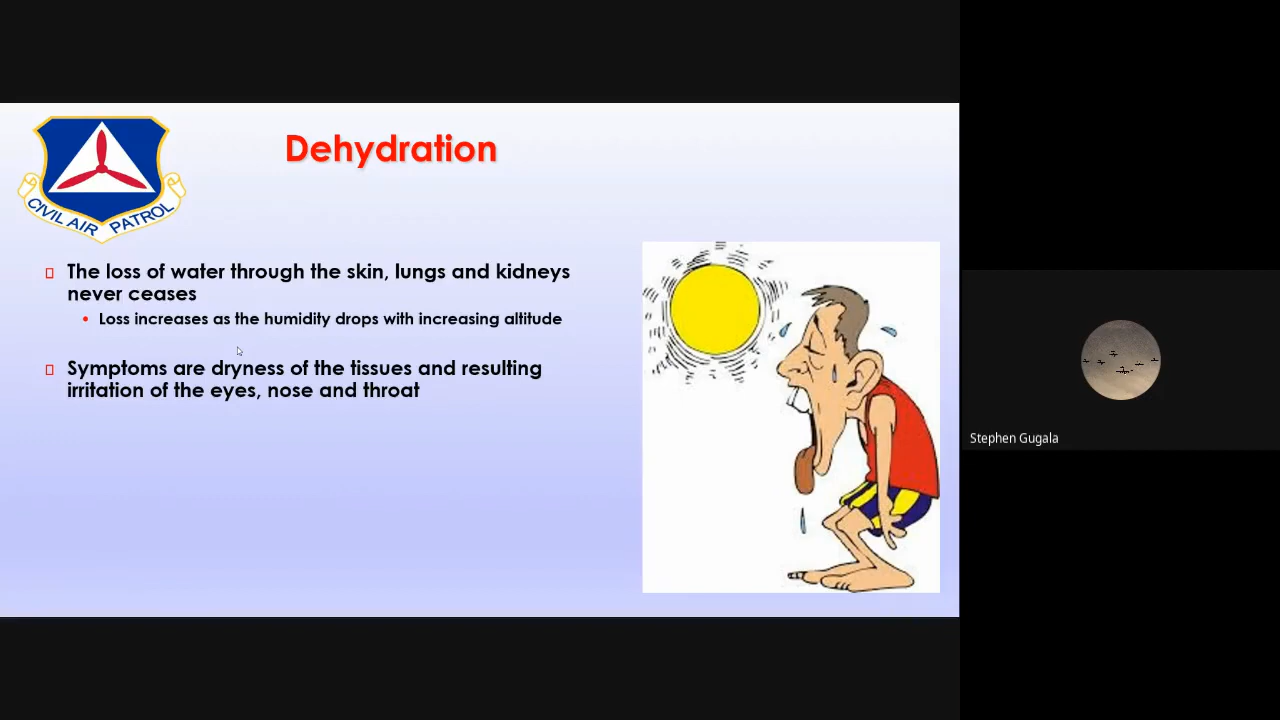 Dehydration
CIVIL AIR PATROL
The loss of water through the skin, lungs and kidneys
never ceases
Loss increases as the humidity drops with increasing altitude
Symptoms are dryness of the tissues and resulting
irritation of the eyes, nose and throat
Stephen Gugala